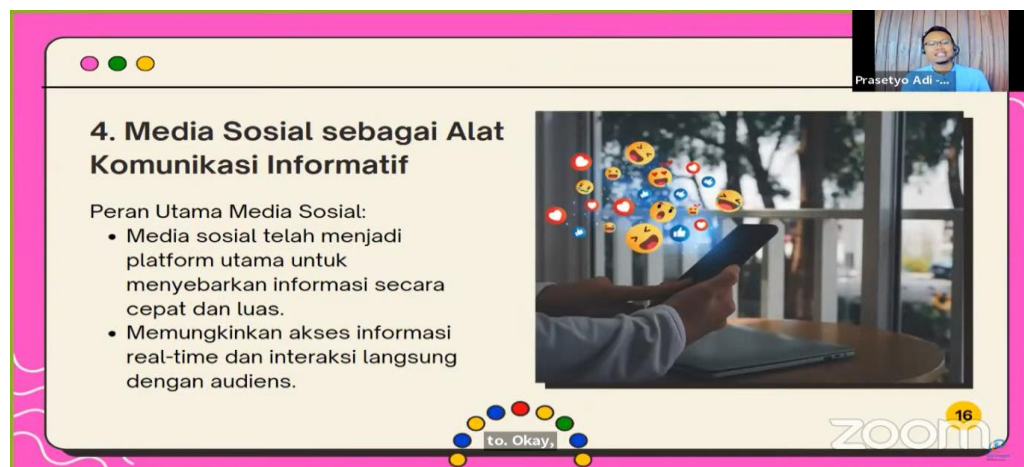 Prasetyo Adi -...
4. Media Sosial sebagai Alat
Komunikasi Informatif
Peran Utama Media Sosial:
• Media sosial telah menjadi
platform utama untuk
menyebarkan informasi secara
cepat dan luas.
• Memungkinkan akses informasi
real-time dan interaksi langsung
dengan audiens.
16
to. Okay,
zoom